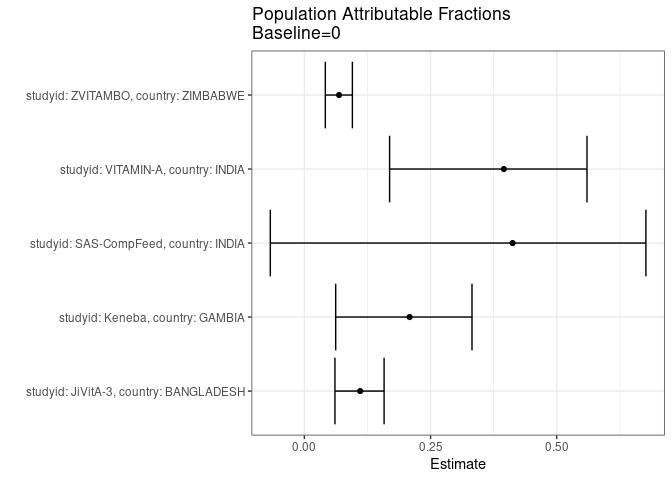 Population Attributable Fractions
Baseline=0
studyid: ZVITAMBO, country: ZIMBABWE
studyid: VITAMIN-A, country: INDIA
studyid: SAS-CompFeed, country: INDIA
studyid: Keneba, country: GAMBIA
studyid: JiVitA-3, country: BANGLADESH
0.00 0.25 0.50
Estimate